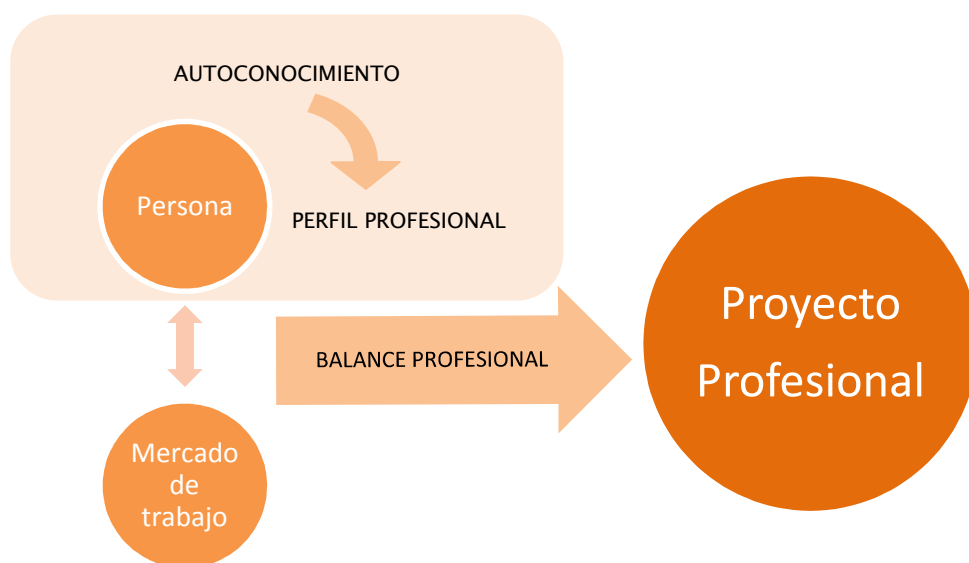 AUTOCONOCIMIENTO
Persona
PERFIL PROFESIONAL
BALANCE PROFESIONAL
Proyecto
Profesional
Mercado
de
trabajo